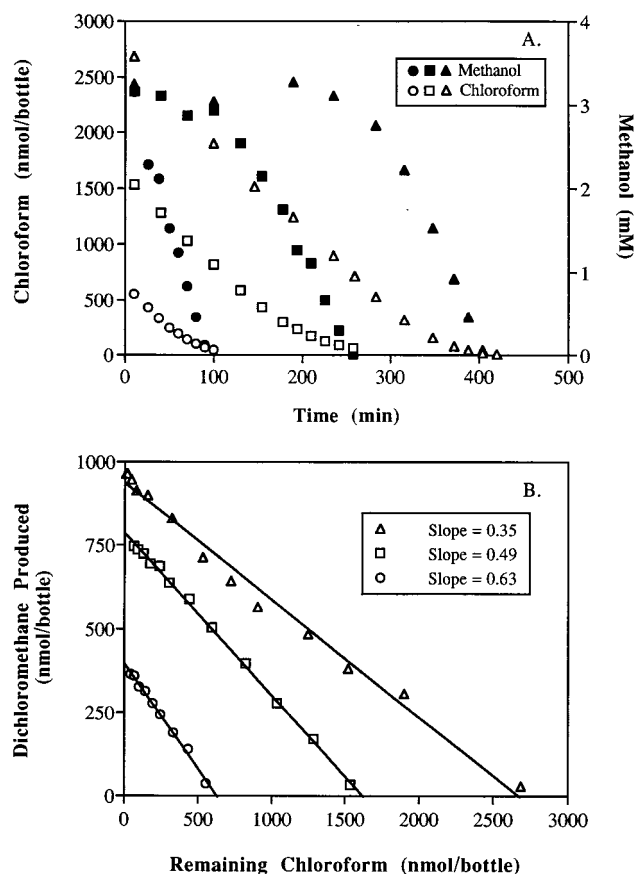 A.
3000
2500
2000
1500
1000
500
0
Chloroform (nmol/bottle)
4
3
2
1
0
Methanol (mM)
Methanol
Chloroform
0 100 200 300 400 500
Time (min)
B.
1000
750
500
250
0
Dichloromethane Produced
(nmol/bottle)
Slope = 0.35
Slope = 0.49
Slope = 0.63
0 500 1000 1500 2000 2500 3000
Remaining Chloroform (nmol/bottle)